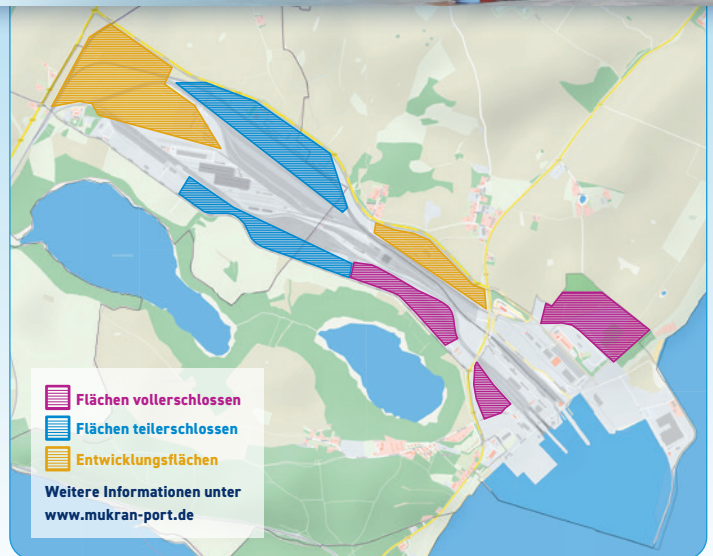 Flächen vollerschlossen
Flächen teilerschlossen
Entwicklungsflächen
Weitere Informationen unter
www.mukran-port.de